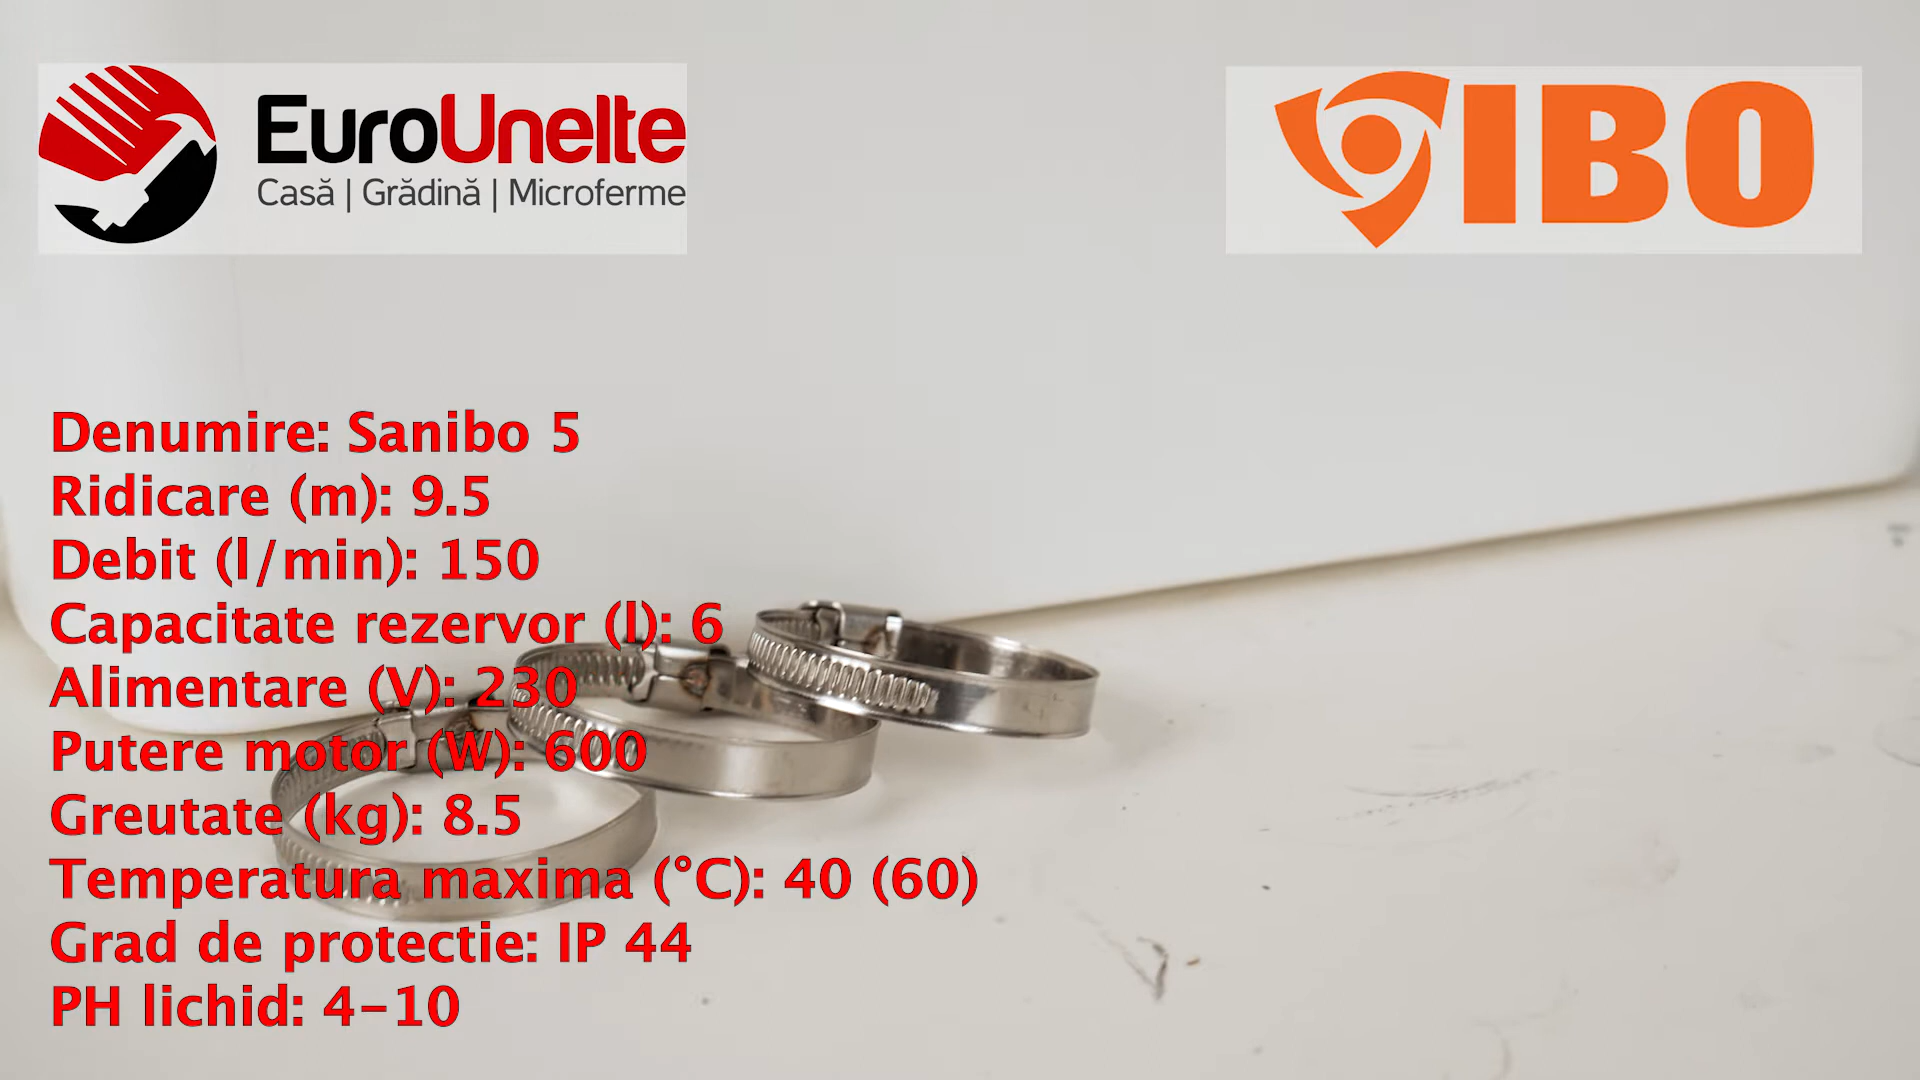 EuroUnelte
Casă | Grădină | Microferme
IBO
Denumire: Sanibo 5
Ridicare (m): 9.5
Debit (l/min): 150
Capacitate rezervor (l): 6
Alimentare (V): 230
Putere motor (W): 600
Greutate (kg): 8.5
Temperatura maxima (°C): 40 (60)
Grad de protectie: IP 44
PH lichid: 4-10